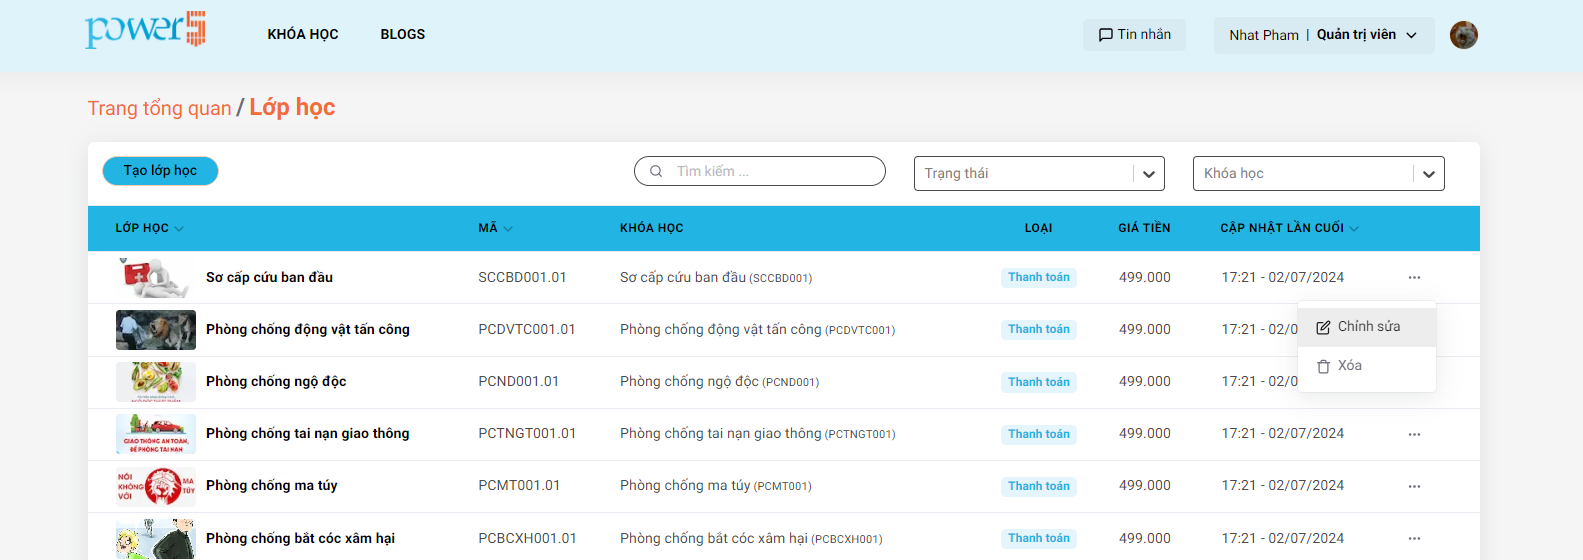 power5
KHÓA HỌC
BLOGS
Tin nhắn
Nhat Pham | Quản trị viên
Trang tổng quan / Lớp học
Tạo lớp học
Tìm kiếm ...
Trạng thái
Khóa học
LỚP HỌC
MÃ
KHÓA HỌC
LOẠI
GIÁ TIỀN
CẬP NHẬT LẦN CUỐI
Sơ cấp cứu ban đầu SCCBD001.01 Sơ cấp cứu ban đầu (SCCBD001) Thanh toán 499.000 17:21 - 02/07/2024 ...
Chỉnh sửa
Xóa
Phòng chống động vật tấn công PCDVTC001.01 Phòng chống động vật tấn công (PCDVTC001) Thanh toán 499.000 17:21 - 02/0
Phòng chống ngộ độc PCND001.01 Phòng chống ngộ độc (PCND001) Thanh toán 499.000 17:21 - 02/0
GIAO THÔNG AN TOÀN,
ĐỂ PHÒNG TAI NẠN
Phòng chống tai nạn giao thông PCTNGT001.01 Phòng chống tai nạn giao thông (PCTNGT001) Thanh toán 499.000 17:21 - 02/07/2024 ...
NÓI KHÔNG VỚI MA TÚY
Phòng chống ma túy PCMT001.01 Phòng chống ma túy (PCMT001) Thanh toán 499.000 17:21 - 02/07/2024 ...
Phòng chống bắt cóc xâm hại PCBCXH001.01 Phòng chống bắt cóc xâm hại (PCBCXH001) Thanh toán 499.000 17:21 - 02/07/2024 ...